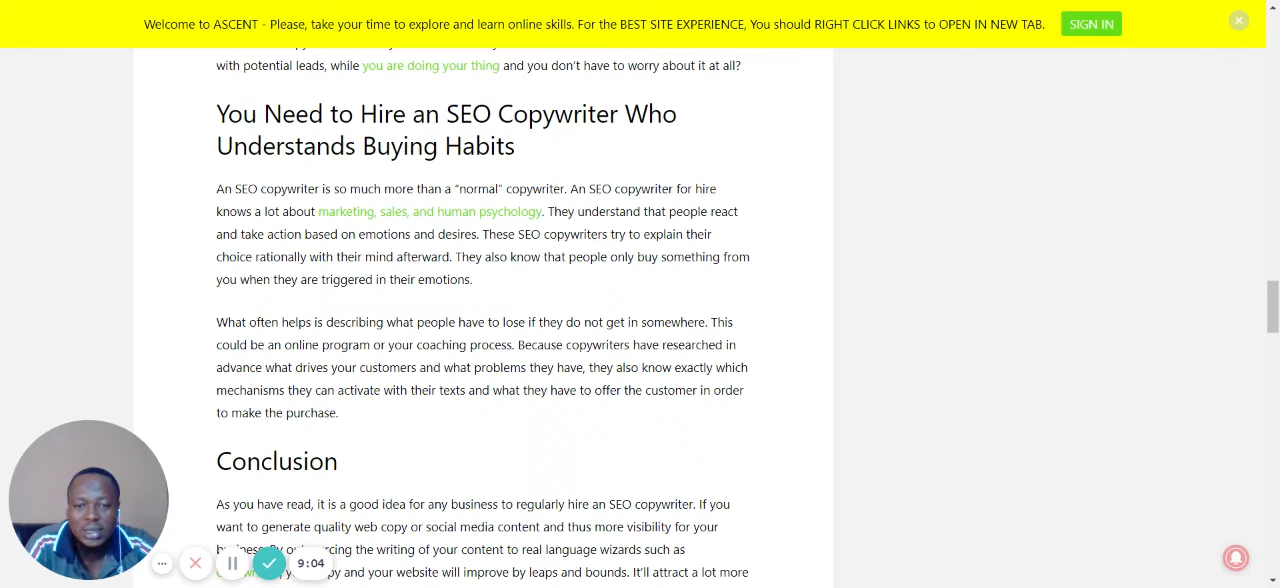 Welcome to ASCENT - Please, take your time to explore and learn online skills. For the BEST SITE EXPERIENCE, You should RIGHT CLICK LINKS to OPEN IN NEW TAB. SIGN IN
with potential leads, while you are doing your thing and you don't have to worry about it at all?
You Need to Hire an SEO Copywriter Who
Understands Buying Habits
An SEO copywriter is so much more than a “normal” copywriter. An SEO copywriter for hire
knows a lot about marketing, sales, and human psychology. They understand that people react
and take action based on emotions and desires. These SEO copywriters try to explain their
choice rationally with their mind afterward. They also know that people only buy something from
you when they are triggered in their emotions.
What often helps is describing what people have to lose if they do not get in somewhere. This
could be an online program or your coaching process. Because copywriters have researched in
advance what drives your customers and what problems they have, they also know exactly which
mechanisms they can activate with their texts and what they have to offer the customer in order
to make the purchase.
Conclusion
As you have read, it is a good idea for any business to regularly hire an SEO copywriter. If you
want to generate quality web copy or social media content and thus more visibility for your
the writing of your content to real language wizards such as
9:04
and your website will improve by leaps and bounds. It'll attract a lot more